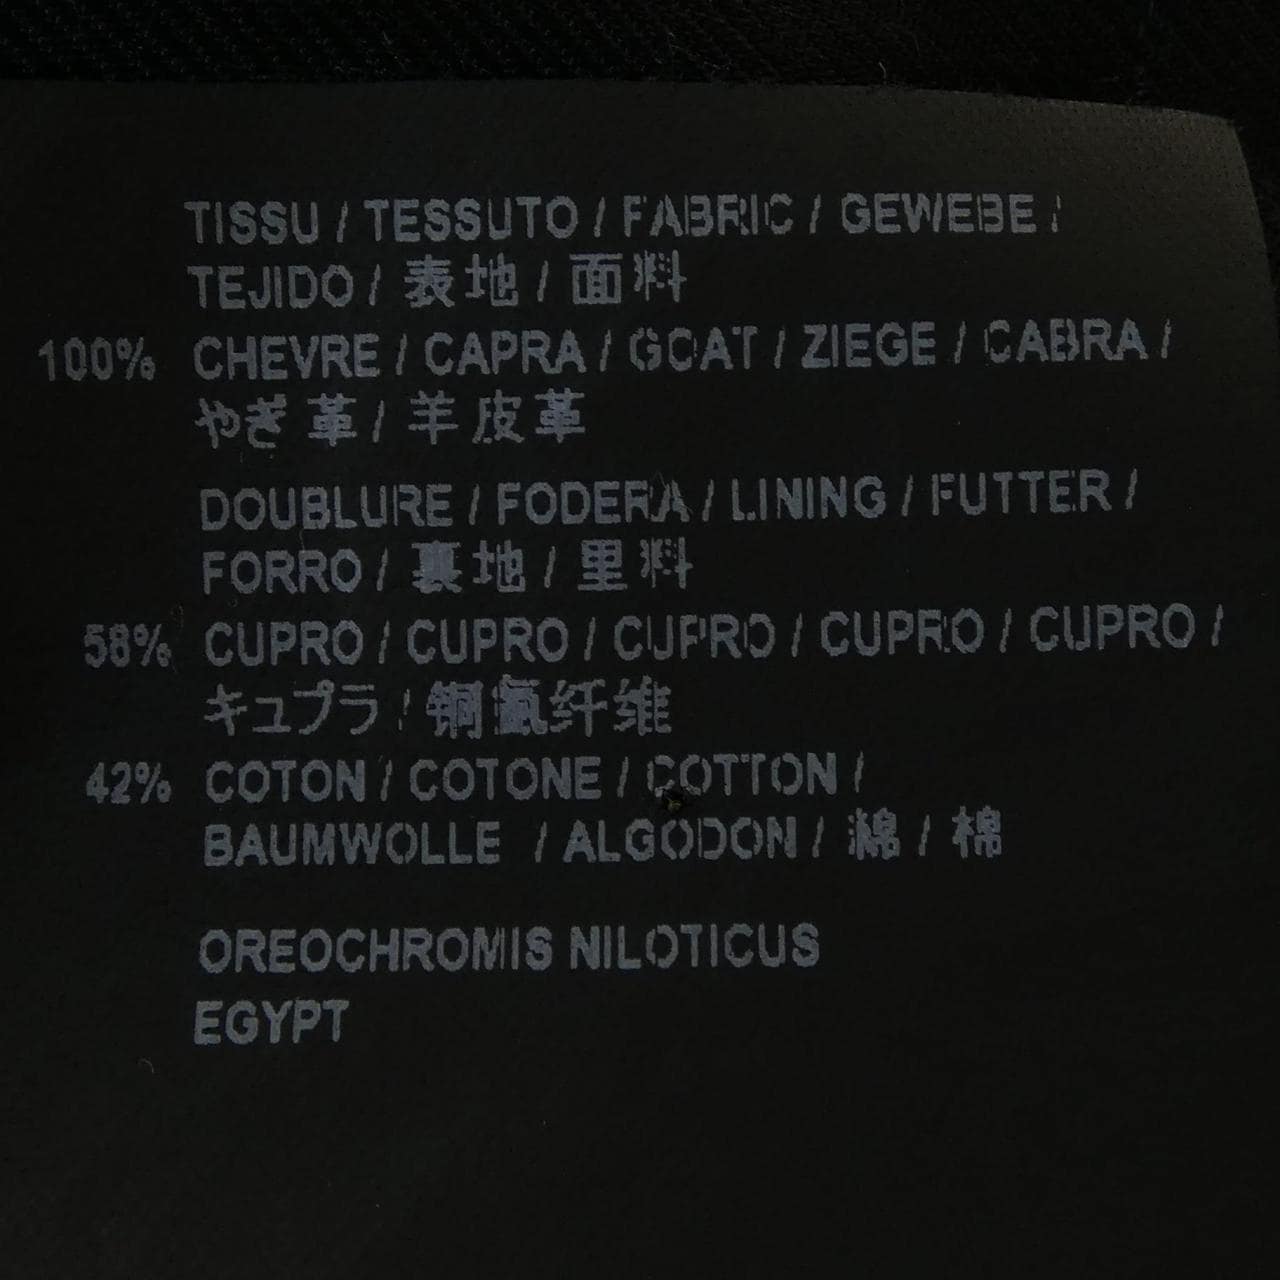 TISSU / TESSUTO / FABRIC / GEWEBE /
TEJIDO / 表地 / 面料
100% CHEVRE / CAPRA / GOAT / ZIEGE / CABRA /
やぎ革 / 羊皮革
DOUBLURE / FODERA / LINING / FUTTER /
FORRO / 裏地 / 里料
58% CUPRO / CUPRO / CUPRO / CUPRO / CUPRO /
キュプラ / 铜氨纤维
42% COTON / COTONE / COTTON /
BAUMWOLLE / ALGODON / 綿 / 棉
OREOCHROMIS NILOTICUS
EGYPT